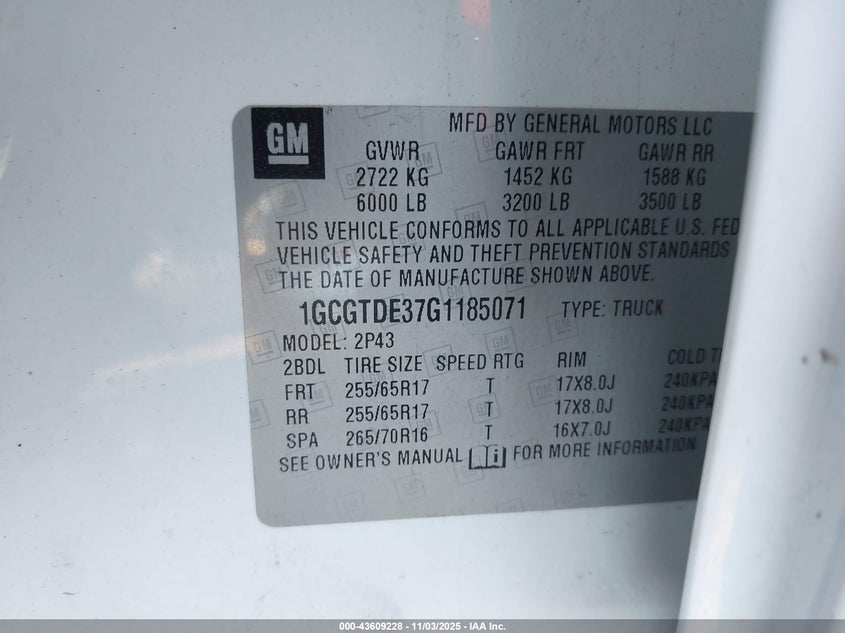 GM
MFD BY GENERAL MOTORS LLC
GVWR GAWR FRT GAWR RR
2722 KG 1452 KG 1588 KG
6000 LB 3200 LB 3500 LB
THIS VEHICLE CONFORMS TO ALL APPLICABLE U.S. FED
VEHICLE SAFETY AND THEFT PREVENTION STANDARDS
THE DATE OF MANUFACTURE SHOWN ABOVE.
1GCGTDE37G1185071 TYPE: TRUCK
MODEL: 2P43
2BDL TIRE SIZE SPEED RTG RIM COLD T
FRT 255/65R17 T 17X8.0J 240KPA
RR 255/65R17 T 17X8.0J 240KPA
SPA 265/70R16 T 16X7.0J 240KPA
SEE OWNER'S MANUAL i FOR MORE INFORMATION
000-43609228 - 11/03/2025 - IAA Inc.